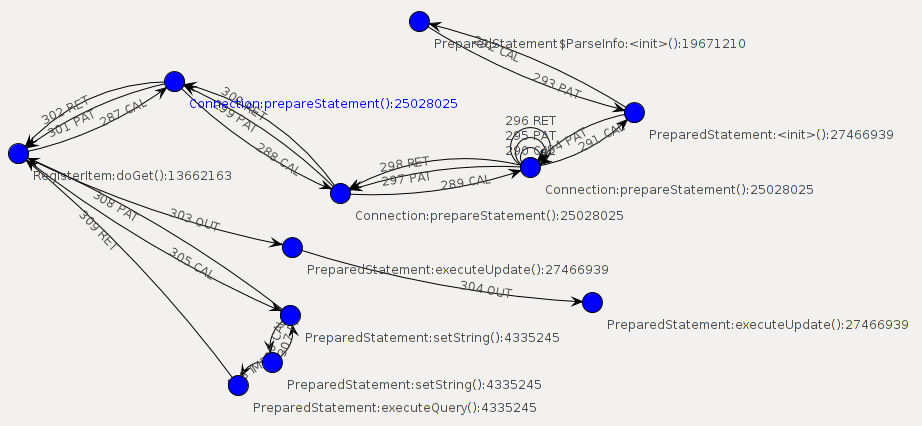 PreparedStatement$ParseInfo:<init>():19671210
293 PAT
302 RET
301 PAT
287 CAL
Connection:prepareStatement():25028025
300 RET
299 PAT
288 CAL
296 RET
295 PAT
290 CAL
294 PAT
291 CAL
PreparedStatement:<init>():27466939
RegisterItem:doGet():13662163
298 RET
297 PAT
289 CAL
Connection:prepareStatement():25028025
Connection:prepareStatement():25028025
308 PAT
303 OUT
309 RET
305 CAL
PreparedStatement:executeUpdate():27466939
304 OUT
PreparedStatement:executeUpdate():27466939
PreparedStatement:setString():4335245
PreparedStatement:setString():4335245
PreparedStatement:executeQuery():4335245